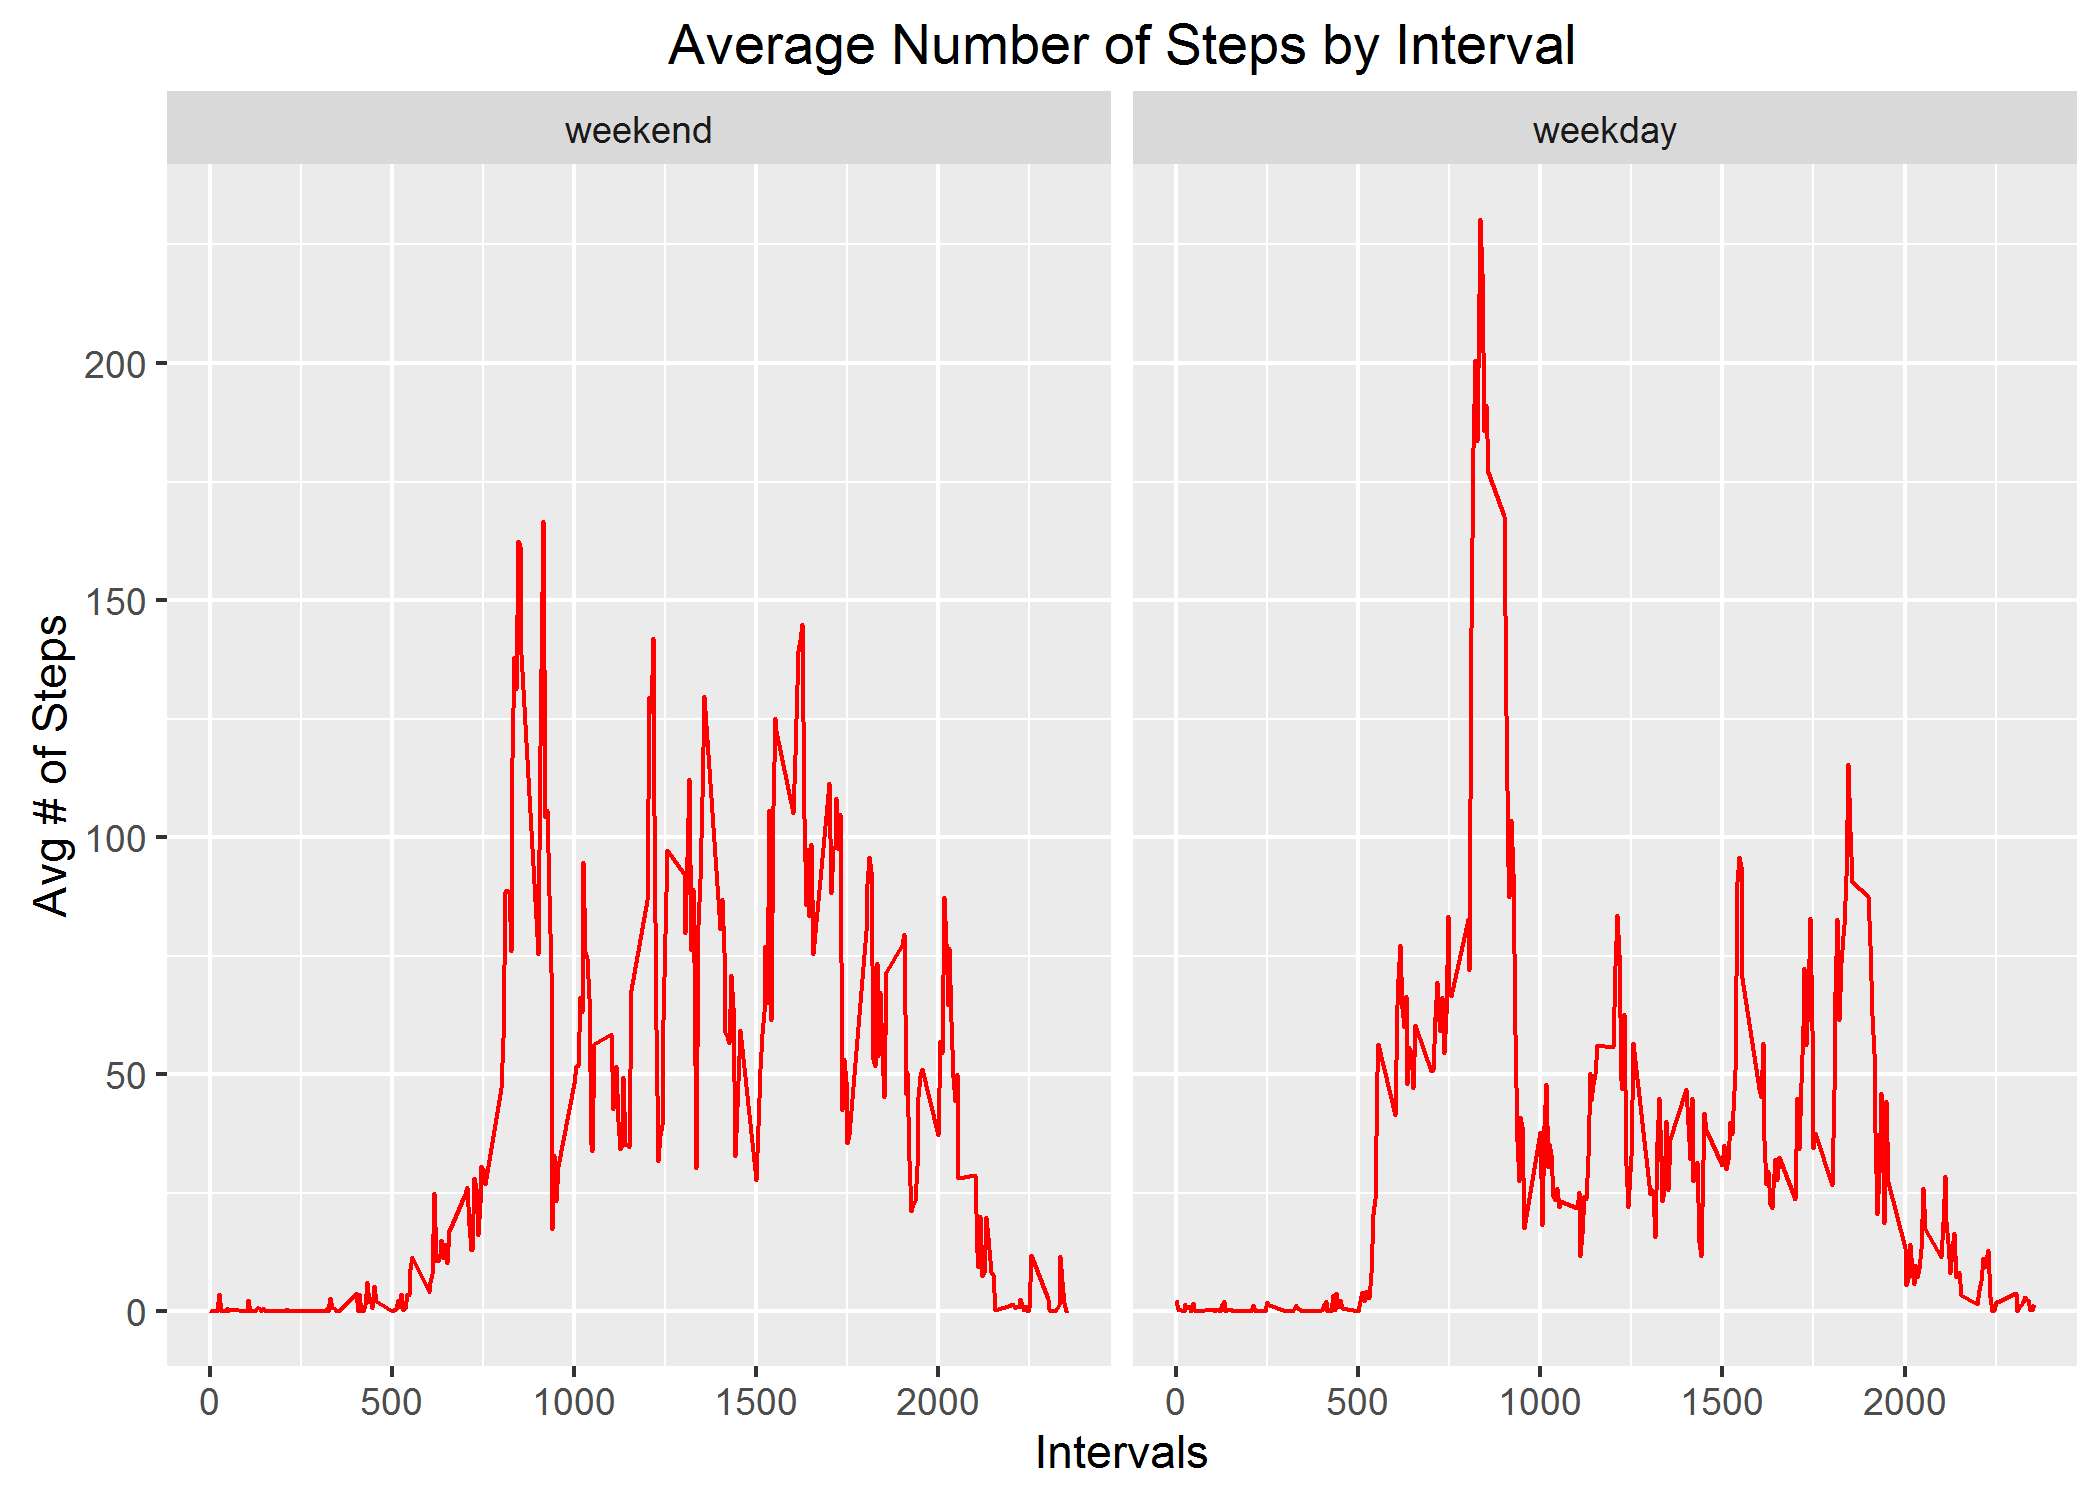 Average Number of Steps by Interval
weekend
weekday
200
150
100
50
0
Avg # of Steps
0 500 1000 1500 2000
0 500 1000 1500 2000
Intervals